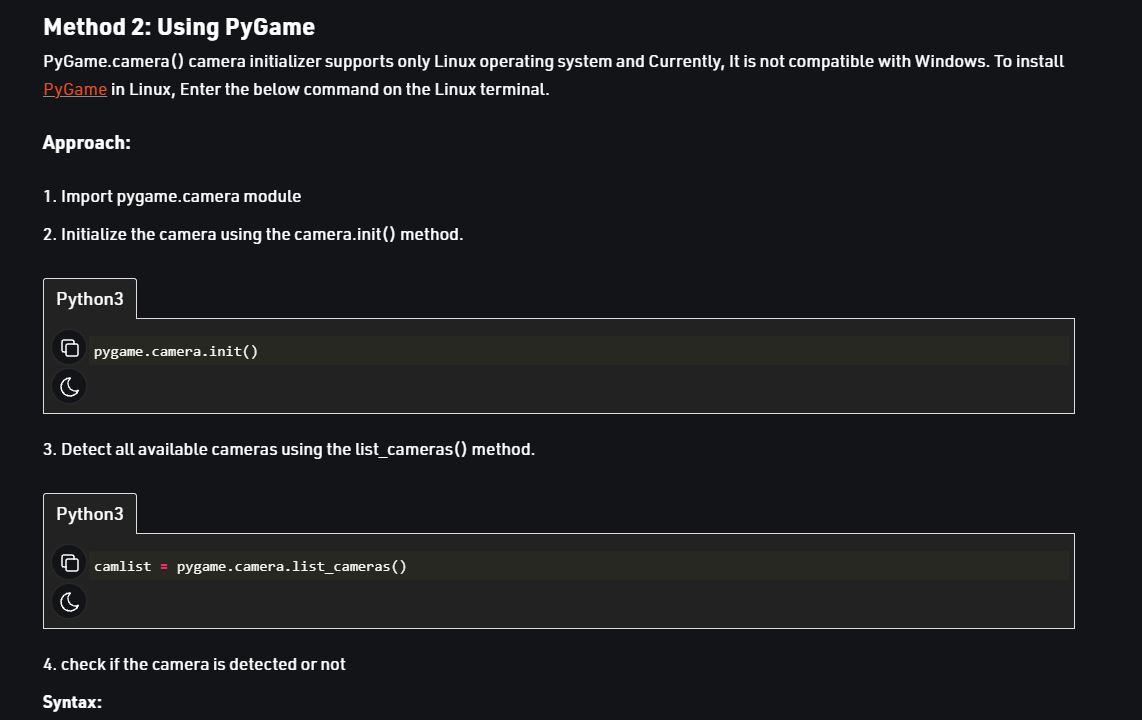 Method 2: Using PyGame
PyGame.camera() camera initializer supports only Linux operating system and Currently, It is not compatible with Windows. To install
PyGame in Linux, Enter the below command on the Linux terminal.
Approach:
1. Import pygame.camera module
2. Initialize the camera using the camera.init() method.
Python3
pygame.camera.init()
3. Detect all available cameras using the list_cameras() method.
Python3
camlist = pygame.camera.list_cameras()
4. check if the camera is detected or not
Syntax: